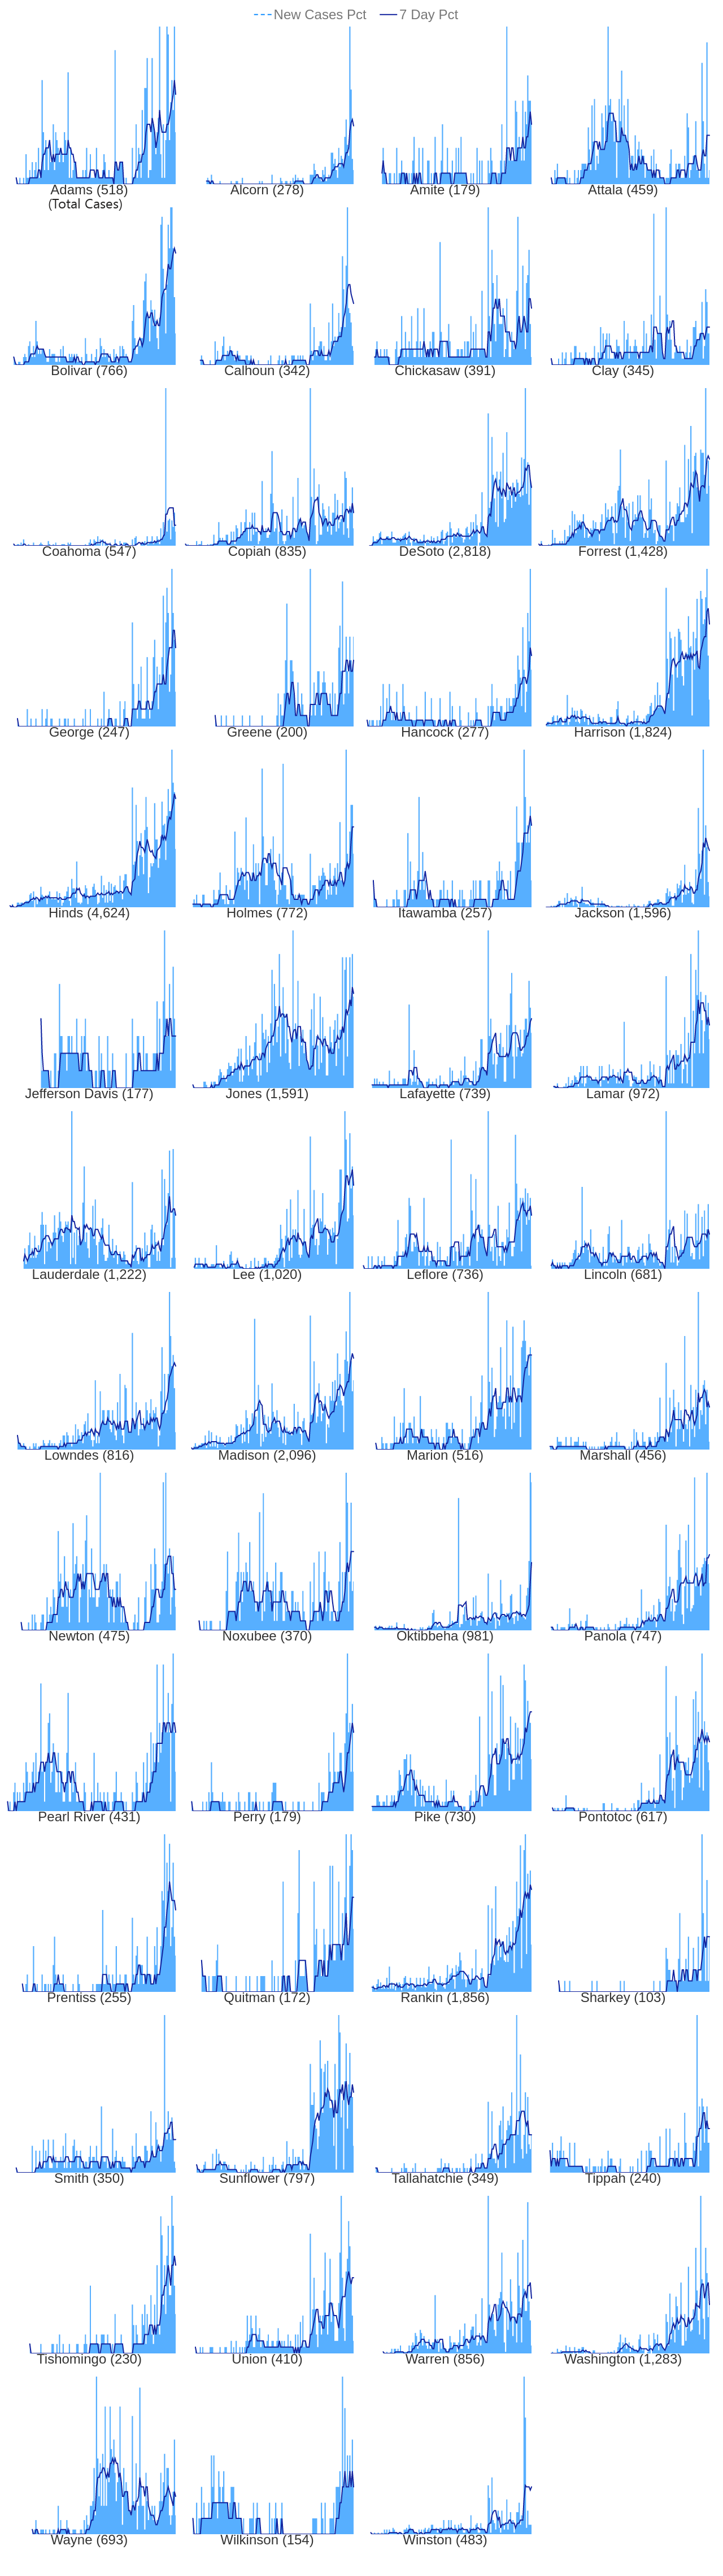 New Cases Pct 7 Day Pct
Adams (518) Alcorn (278) Amite (179) Attala (459)
(Total Cases)
Bolivar (766) Calhoun (342) Chickasaw (391) Clay (345)
Coahoma (547) Copiah (835) DeSoto (2,818) Forrest (1,428)
George (247) Greene (200) Hancock (277) Harrison (1,824)
Hinds (4,624) Holmes (772) Itawamba (257) Jackson (1,596)
Jefferson Davis (177) Jones (1,591) Lafayette (739) Lamar (972)
Lauderdale (1,222) Lee (1,020) Leflore (736) Lincoln (681)
Lowndes (816) Madison (2,096) Marion (516) Marshall (456)
Newton (475) Noxubee (370) Oktibbeha (981) Panola (747)
Pearl River (431) Perry (179) Pike (730) Pontotoc (617)
Prentiss (255) Quitman (172) Rankin (1,856) Sharkey (103)
Smith (350) Sunflower (797) Tallahatchie (349) Tippah (240)
Tishomingo (230) Union (410) Warren (856) Washington (1,283)
Wayne (693) Wilkinson (154) Winston (483)